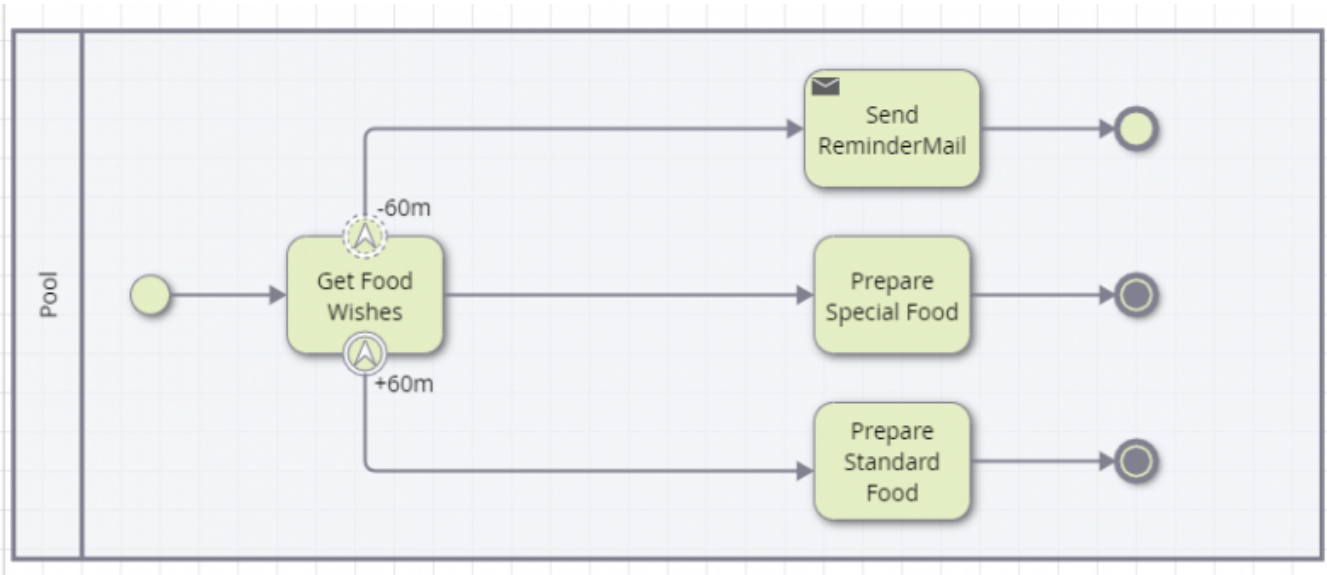 Pool
Send
ReminderMail
-60m
Get Food
Wishes
Prepare
Special Food
+60m
Prepare
Standard
Food